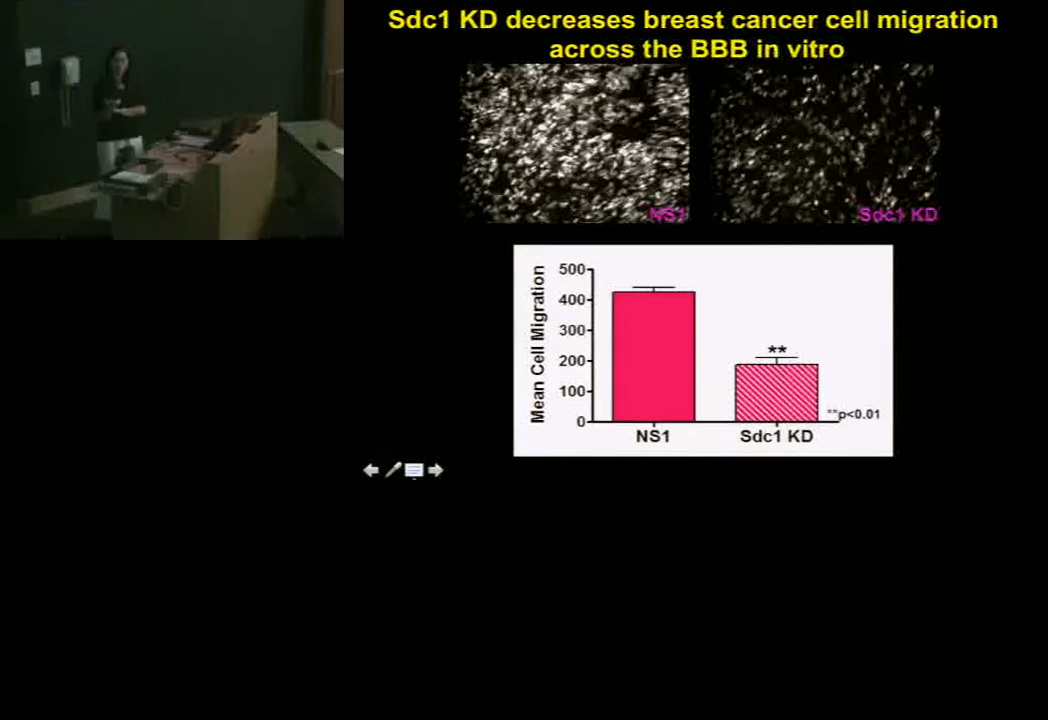 Sdc1 KD decreases breast cancer cell migration
across the BBB in vitro
NS1
Sdc1 KD
Mean Cell Migration
500
400
300
200
100
0
**
**p<0.01
NS1
Sdc1 KD